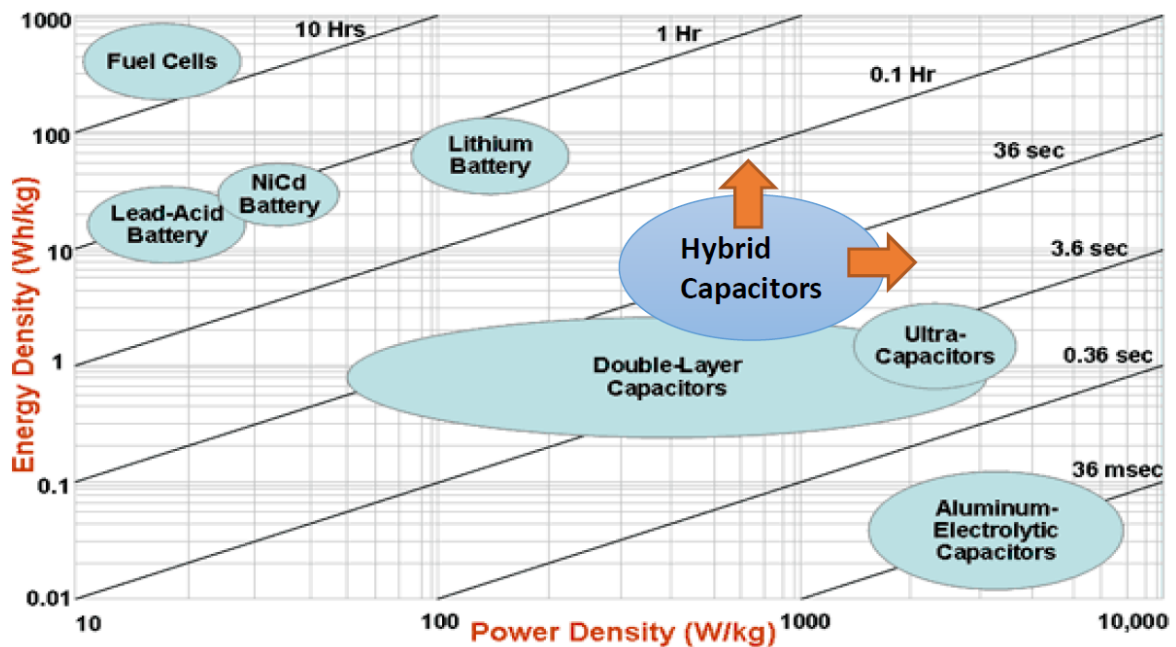 1000
100
10
1
0.1
0.01
Energy Density (Wh/kg)
10 Hrs
1 Hr
0.1 Hr
36 sec
3.6 sec
0.36 sec
36 msec
Fuel Cells
Lithium
Battery
NiCd
Battery
Lead-Acid
Battery
Hybrid
Capacitors
Ultra-
Capacitors
Double-Layer
Capacitors
Aluminum-
Electrolytic
Capacitors
10
100
1000
10,000
Power Density (W/kg)